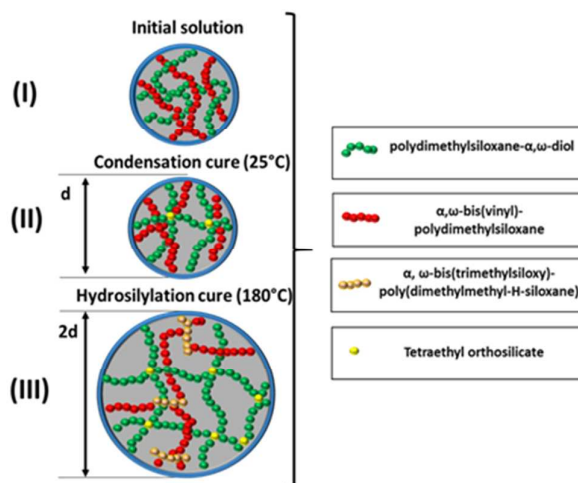 Initial solution
(I)
Condensation cure (25°C)
d
(II)
Hydrosilylation cure (180°C)
2d
(III)
polydimethylsiloxane-α,ω-diol
α,ω-bis(vinyl)-
polydimethylsiloxane
α, ω-bis(trimethylsiloxy)-
poly(dimethylmethyl-H-siloxane)
Tetraethyl orthosilicate